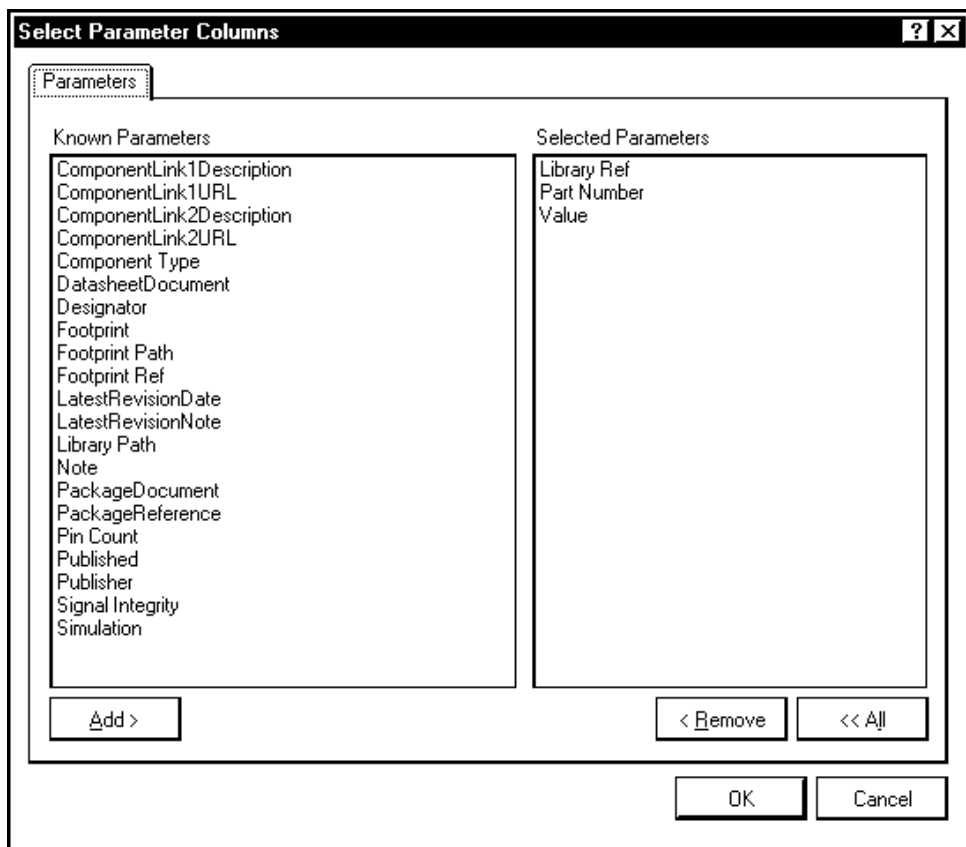 Select Parameter Columns
Parameters
Known Parameters
ComponentLink1Description
ComponentLink1URL
ComponentLink2Description
ComponentLink2URL
Component Type
DatasheetDocument
Designator
Footprint
Footprint Path
Footprint Ref
LatestRevisionDate
LatestRevisionNote
Library Path
Note
PackageDocument
PackageReference
Pin Count
Published
Publisher
Signal Integrity
Simulation
Selected Parameters
Library Ref
Part Number
Value
Add >
< Remove
<< All
OK
Cancel